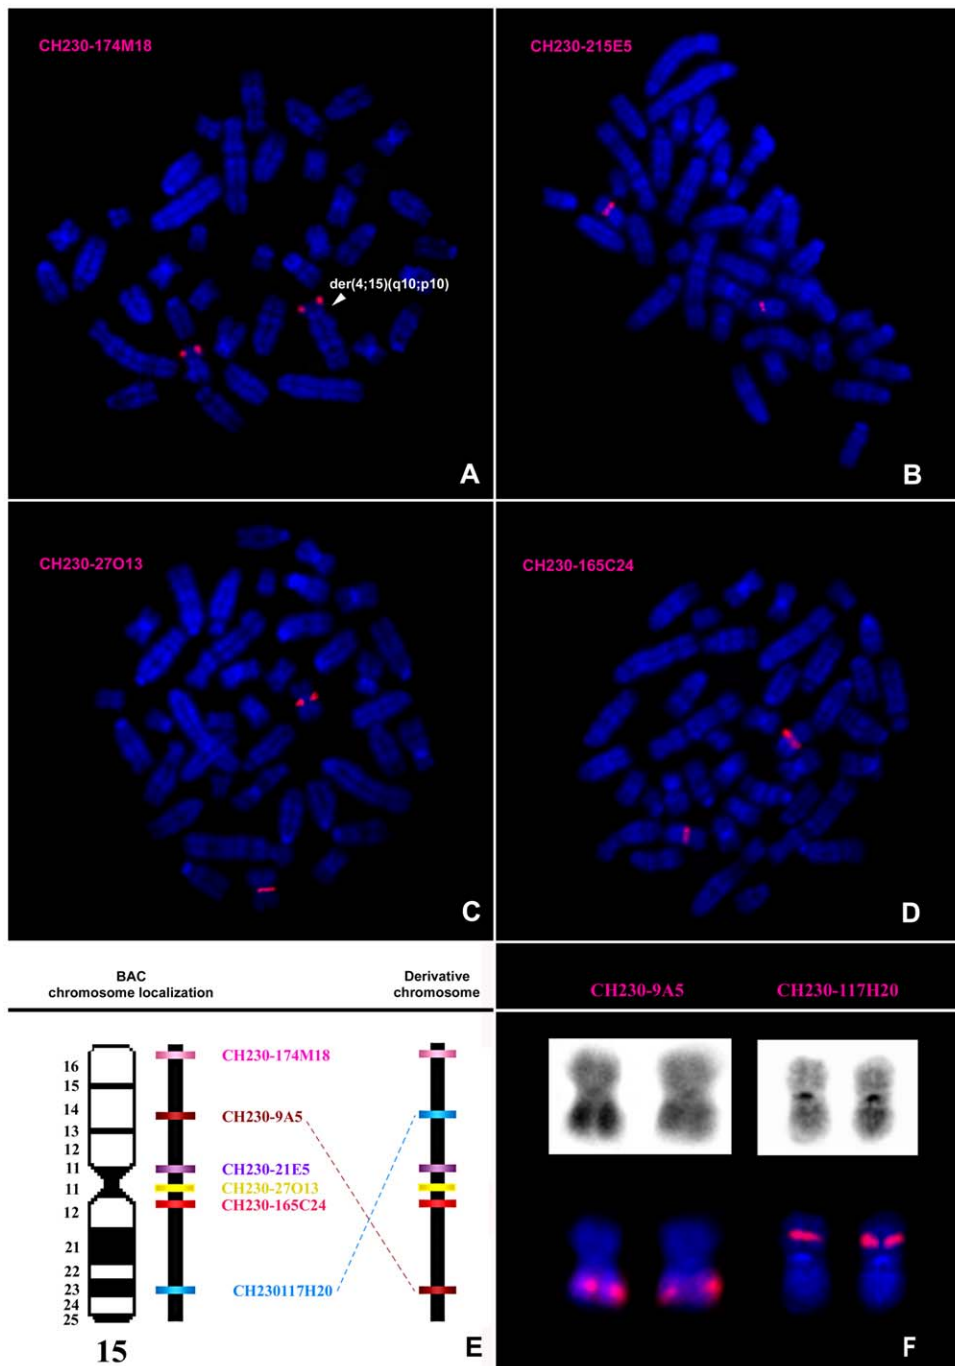 CH230-174M18
CH230-215E5
der(4;15)(q10;p10)
A
B
CH230-27O13
CH230-165C24
C
D
BAC
chromosome localization
Derivative
chromosome
16
15
14
13
12
11
11
12
21
22
23
24
25
15
CH230-174M18
CH230-9A5
CH230-21E5
CH230-27O13
CH230-165C24
CH230117H20
E
CH230-9A5
CH230-117H20
F